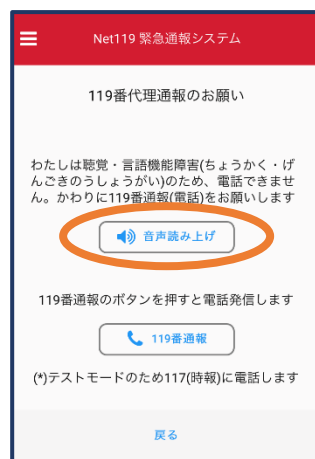 Net119 緊急通報システム
119番代理通報のお願い
わたしは聴覚・言語機能障害(ちょうかく・げ
んごきのうしょうがい)のため、電話できませ
ん。かわりに119番通報(電話)をお願いします
音声読み上げ
119番通報のボタンを押すと電話発信します
119番通報
(*)テストモードのため117(時報)に電話します
戻る